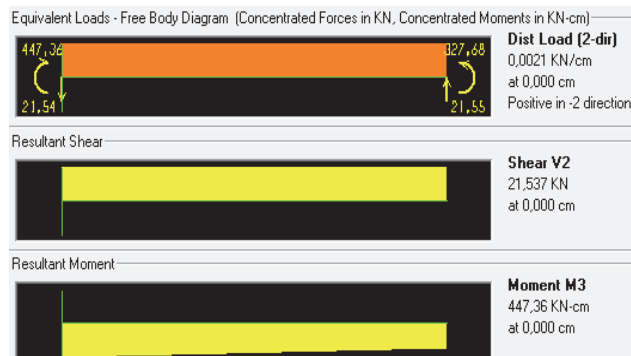 Equivalent Loads - Free Body Diagram (Concentrated Forces in KN, Concentrated Moments in KN-cm)
Dist Load (2-dir)
447,36
0,0021 KN/cm
at 0,000 cm
21,54
21,55
Positive in -2 direction
Resultant Shear
Shear V2
21,537 KN
at 0,000 cm
Resultant Moment
Moment M3
447,36 KN-cm
at 0,000 cm